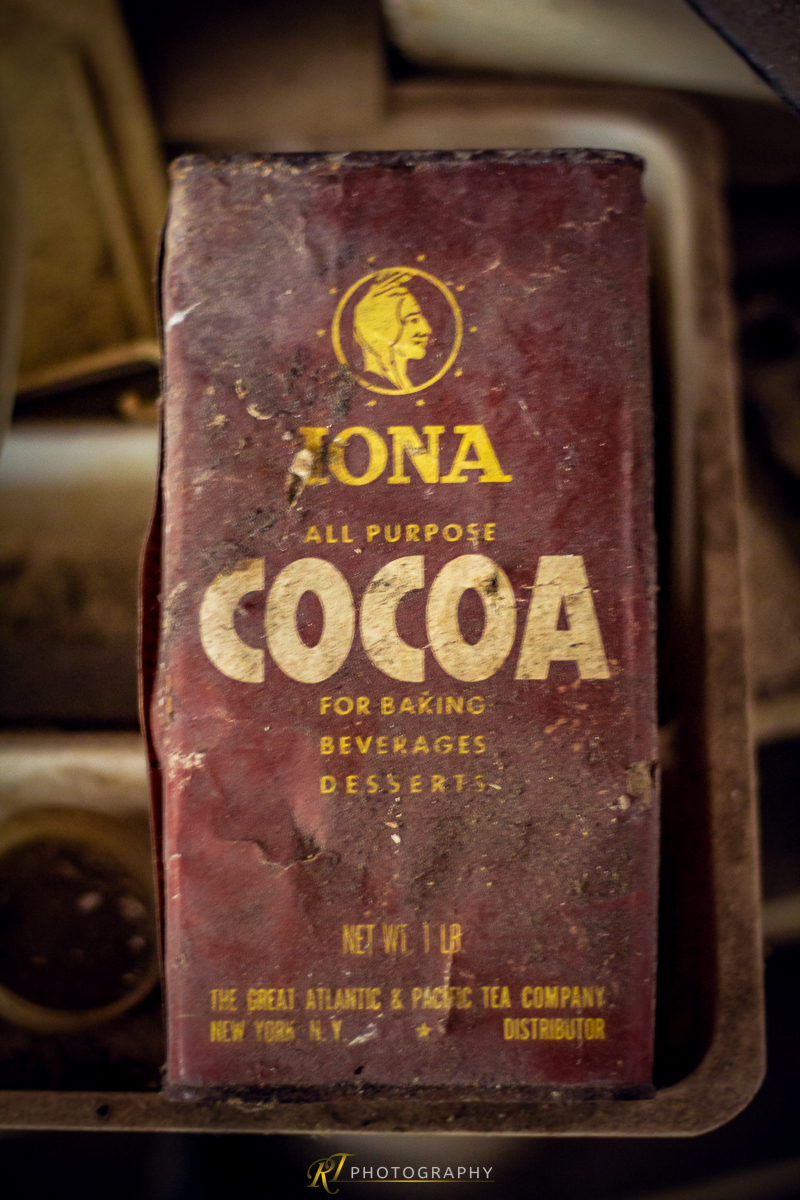 IONA
ALL PURPOSE
COCOA
FOR BAKING
BEVERAGES
DESSERTS
NET WT. 1 LB
THE GREAT ATLANTIC & PACIFIC TEA COMPANY
NEW YORK N. Y. ★ DISTRIBUTOR
RT PHOTOGRAPHY